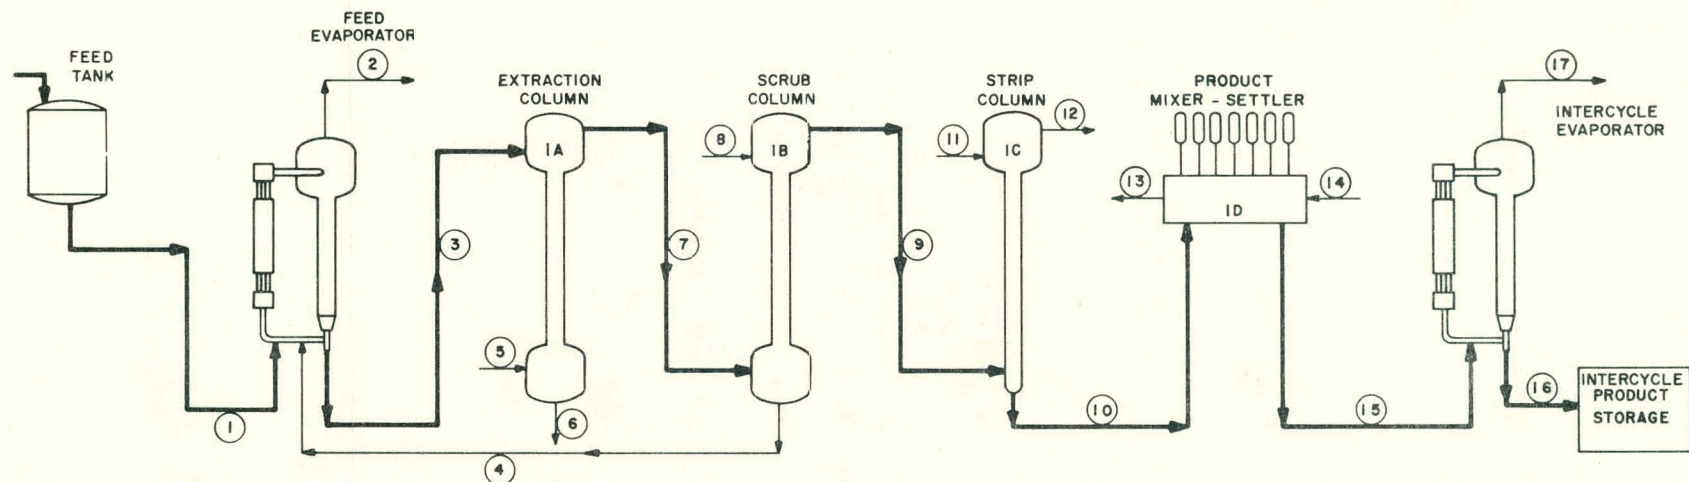 FEED
TANK
FEED
EVAPORATOR
2
EXTRACTION
COLUMN
SCRUB
COLUMN
STRIP
COLUMN
PRODUCT
MIXER - SETTLER
17
INTERCYCLE
EVAPORATOR
12
8
11
1A
1B
1C
13
14
1D
3
7
9
5
INTERCYCLE
PRODUCT
STORAGE
16
1
6
10
15
4